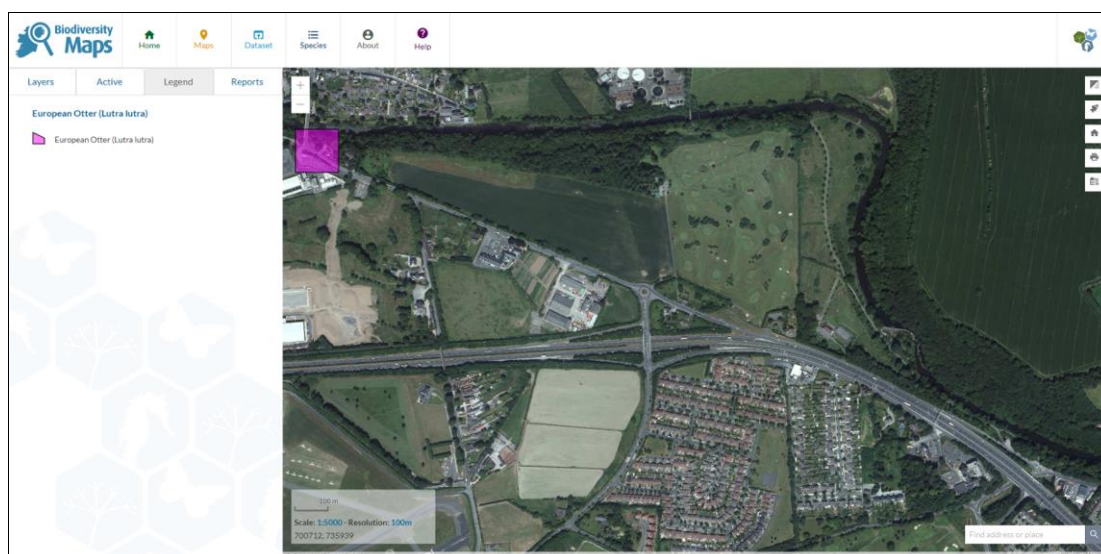 Biodiversity
Maps
Home
Maps
Dataset
Species
About
Help
Layers
Active
Legend
Reports
European Otter (Lutra lutra)
European Otter (Lutra lutra)
100 m
Scale: 1:5000 - Resolution: 100m
700712; 735939
Find address or place